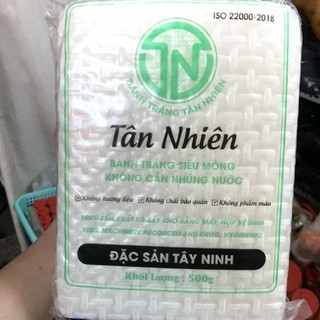 ISO 22000-2018
TN
BÁNH TRÁNG TÂN NHIÊN
Tân Nhiên
BÁNH TRÁNG SIÊU MỎNG
KHÔNG CẦN NHÚNG NƯỚC
Không hương liệu Không chất bảo quản Không phẩm màu
100% SẢN XUẤT VÀ SẤY KHÔ BẰNG MÁY, HỢP VỆ SINH
100% MACHINERY PRODUCED AND DRIED, HYGINIENG
ĐẶC SẢN TÂY NINH
Khối Lượng : 500g